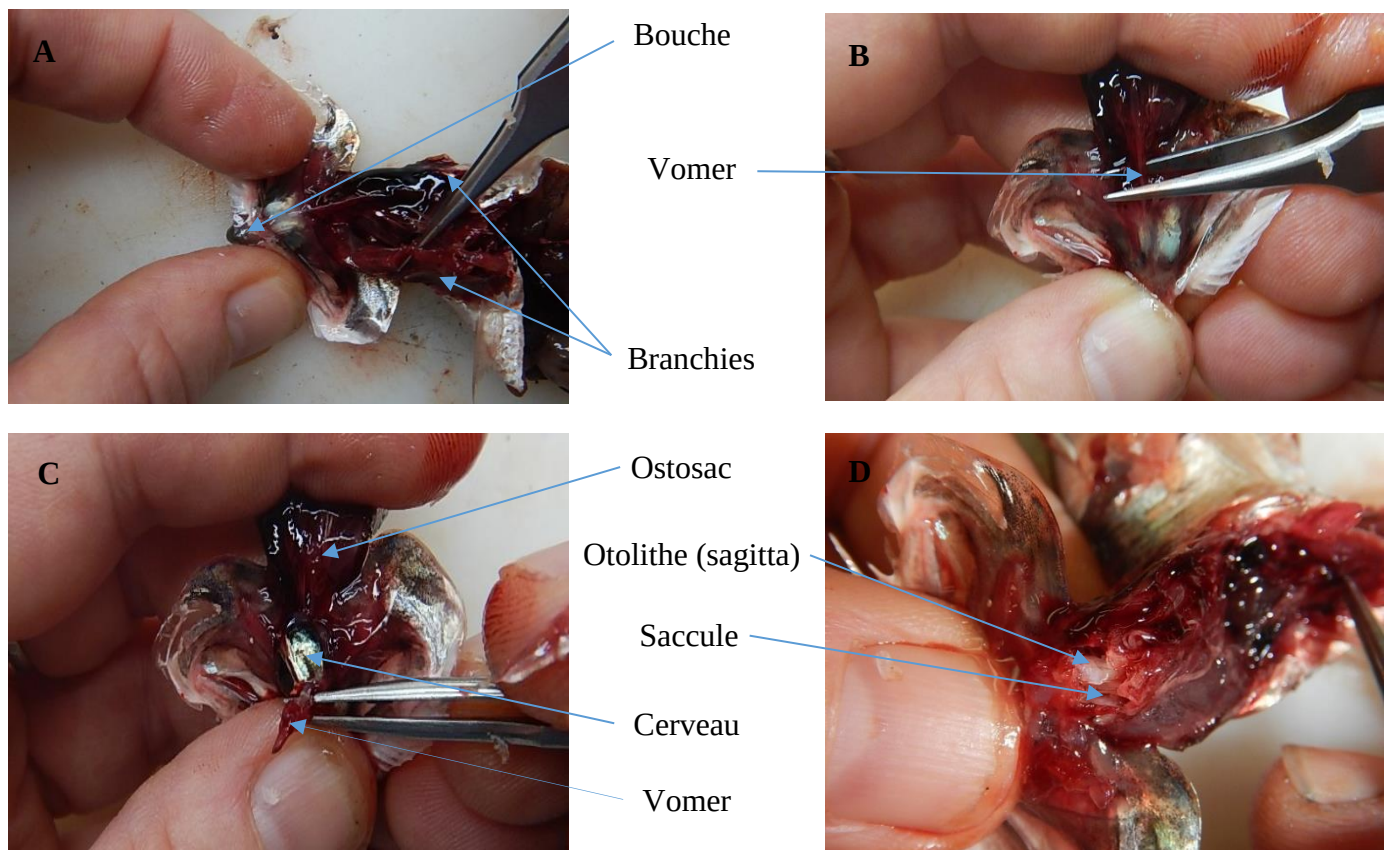 A
Bouche
B
Vomer
Branchies
C
Ostosac
D
Otolithe (sagitta)
Saccule
Cerveau
Vomer